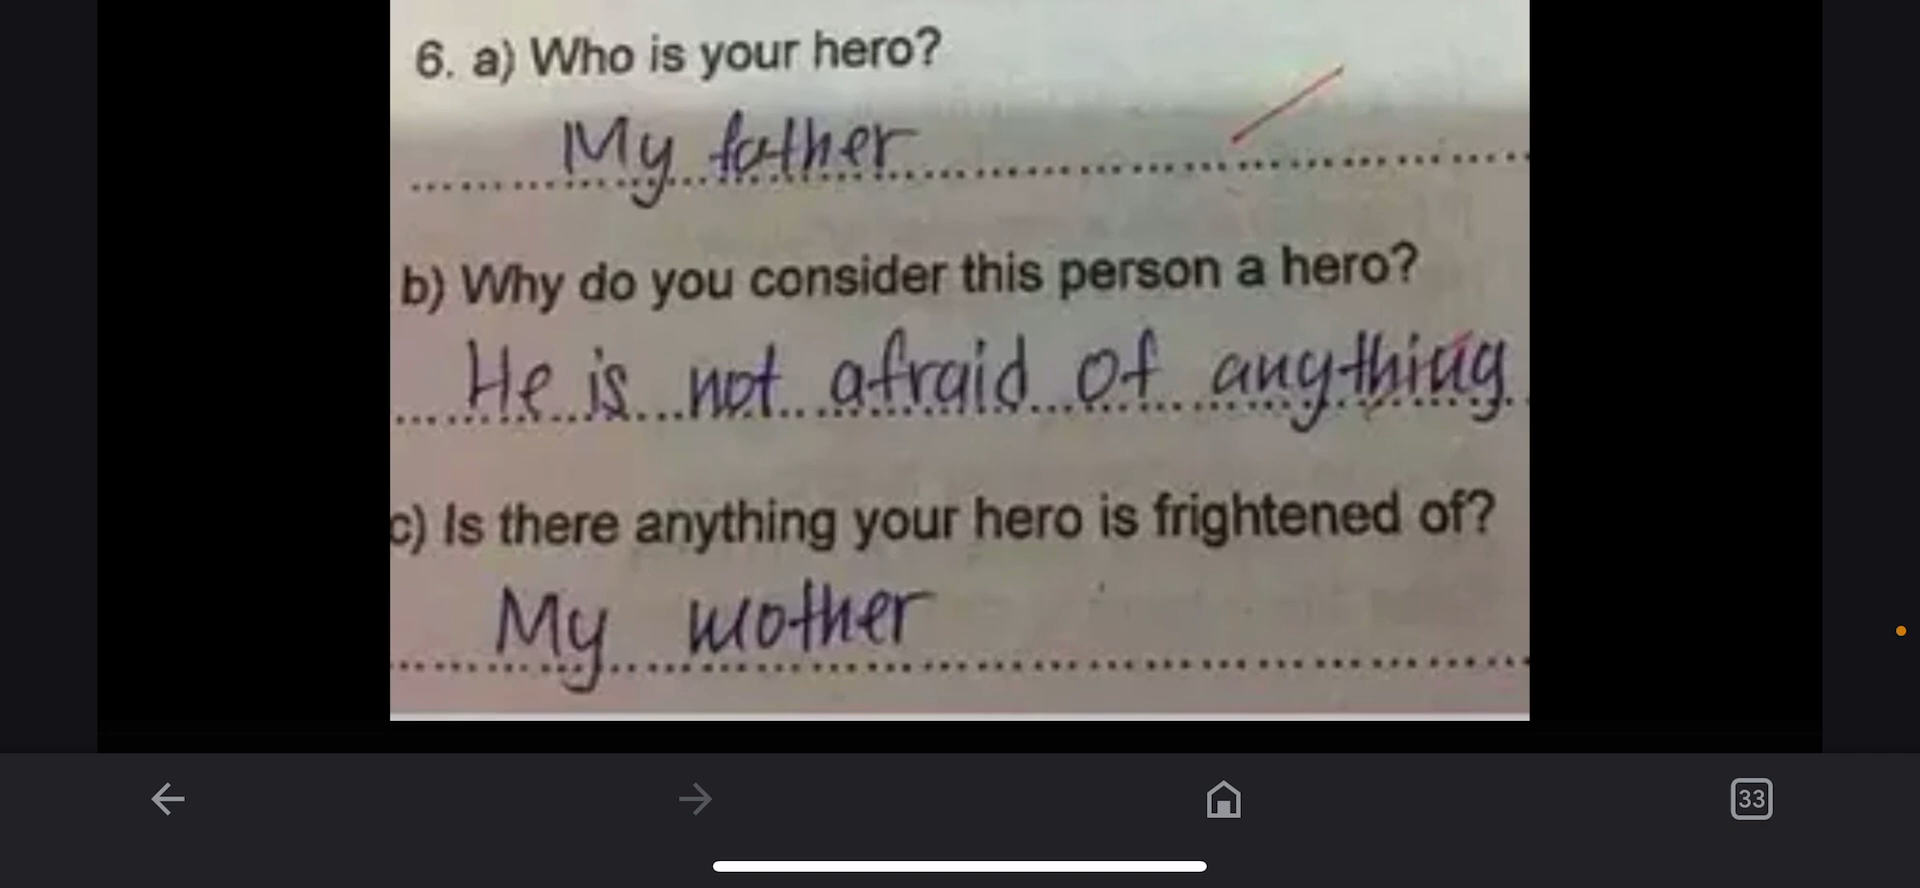 6. a) Who is your hero?
My father
b) Why do you consider this person a hero?
He is not afraid of anything
c) Is there anything your hero is frightened of?
My mother
33